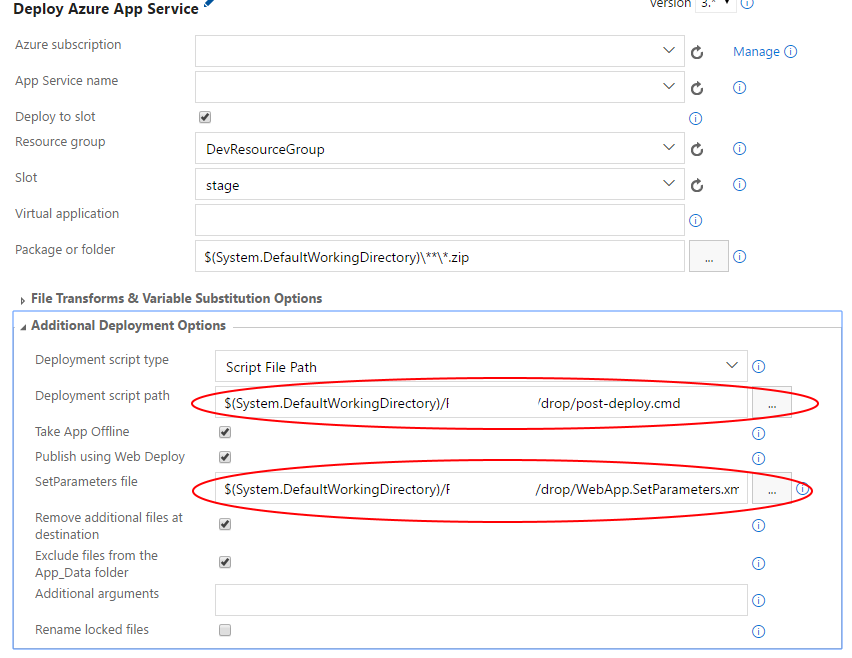 Deploy Azure App Service
Version 3.*
Azure subscription
Manage
App Service name
Deploy to slot
Resource group
DevResourceGroup
Slot
stage
Virtual application
Package or folder
$(System.DefaultWorkingDirectory)\**\*.zip
...
File Transforms & Variable Substitution Options
Additional Deployment Options
Deployment script type
Script File Path
Deployment script path
$(System.DefaultWorkingDirectory)/ /drop/post-deploy.cmd
...
Take App Offline
Publish using Web Deploy
SetParameters file
$(System.DefaultWorkingDirectory)/ /drop/WebApp.SetParameters.xm
...
Remove additional files at
destination
Exclude files from the
App_Data folder
Additional arguments
Rename locked files